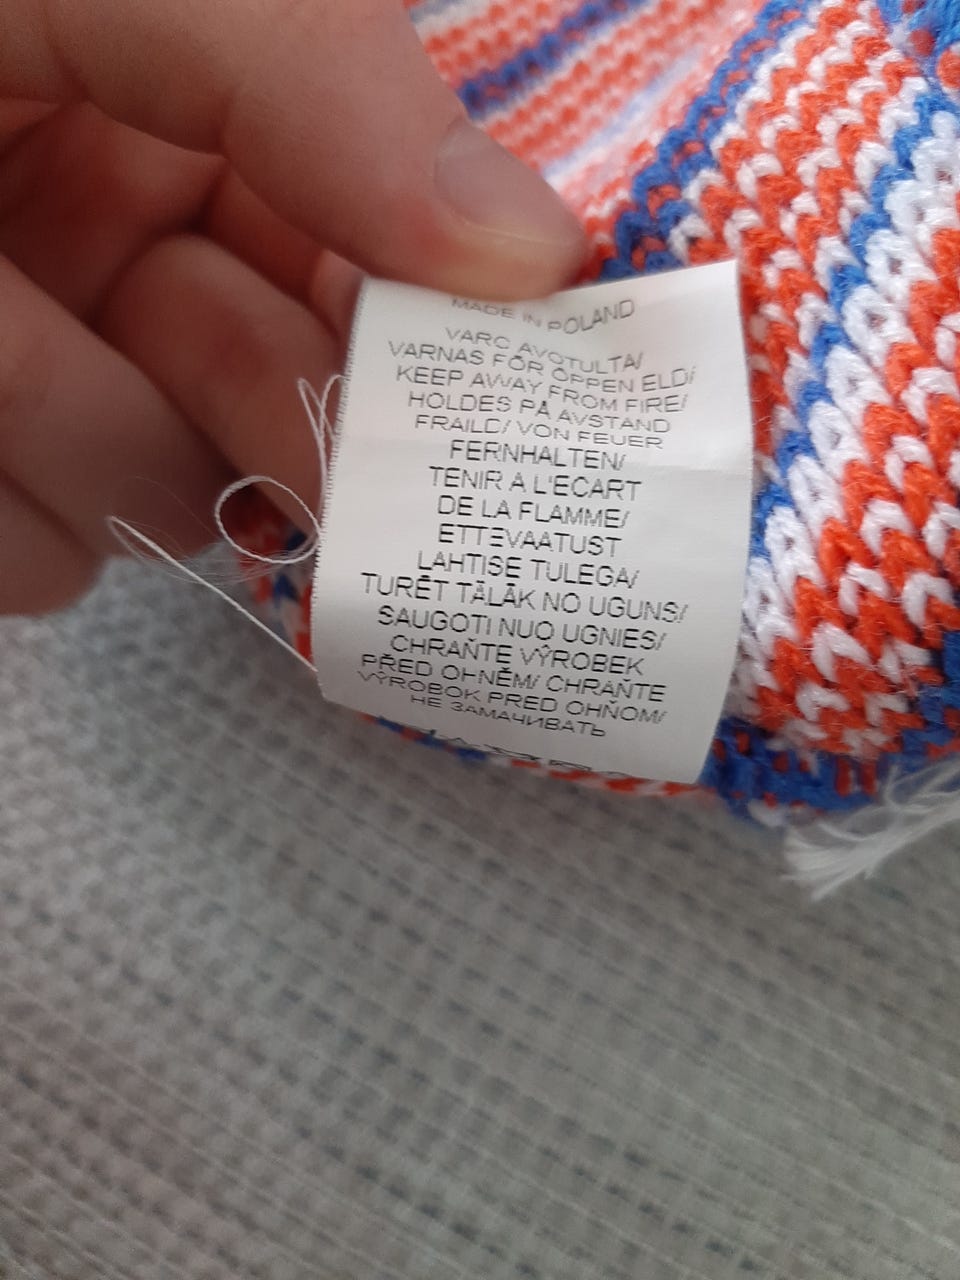 MADE IN POLAND
VARO AVOTULTA/
VARNAS FÖR ÖPPEN ELD/
KEEP AWAY FROM FIRE/
HOLDES PÅ AVSTAND
FRAILD/ VON FEUER
FERNHALTEN/
TENIR A L'ECART
DE LA FLAMME/
ETTEVAATUST
LAHTISE TULEGA/
TURĒT TĀLĀK NO UGUNS/
SAUGOTI NUO UGNIES/
CHRAŇTE VÝROBEK
PŘED OHNĚM/ CHRAŇTE
VÝROBOK PRED OHŇOM/
НЕ ЗАМАЧИВАТЬ